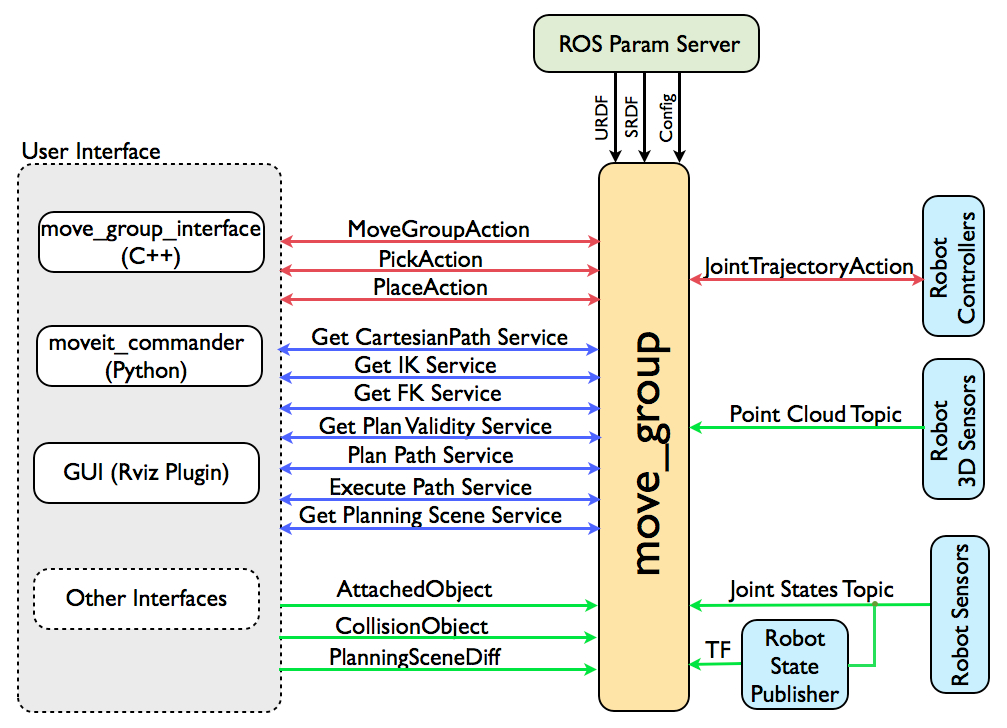 ROS Param Server
URDF
SRDF
Config
User Interface
move_group_interface
(C++)
moveit_commander
(Python)
GUI (Rviz Plugin)
Other Interfaces
MoveGroupAction
PickAction
PlaceAction
Get CartesianPath Service
Get IK Service
Get FK Service
Get Plan Validity Service
Plan Path Service
Execute Path Service
Get Planning Scene Service
AttachedObject
CollisionObject
PlanningSceneDiff
move_group
JointTrajectoryAction
Robot
Controllers
Point Cloud Topic
Robot
3D Sensors
Joint States Topic
Robot Sensors
TF
Robot
State
Publisher